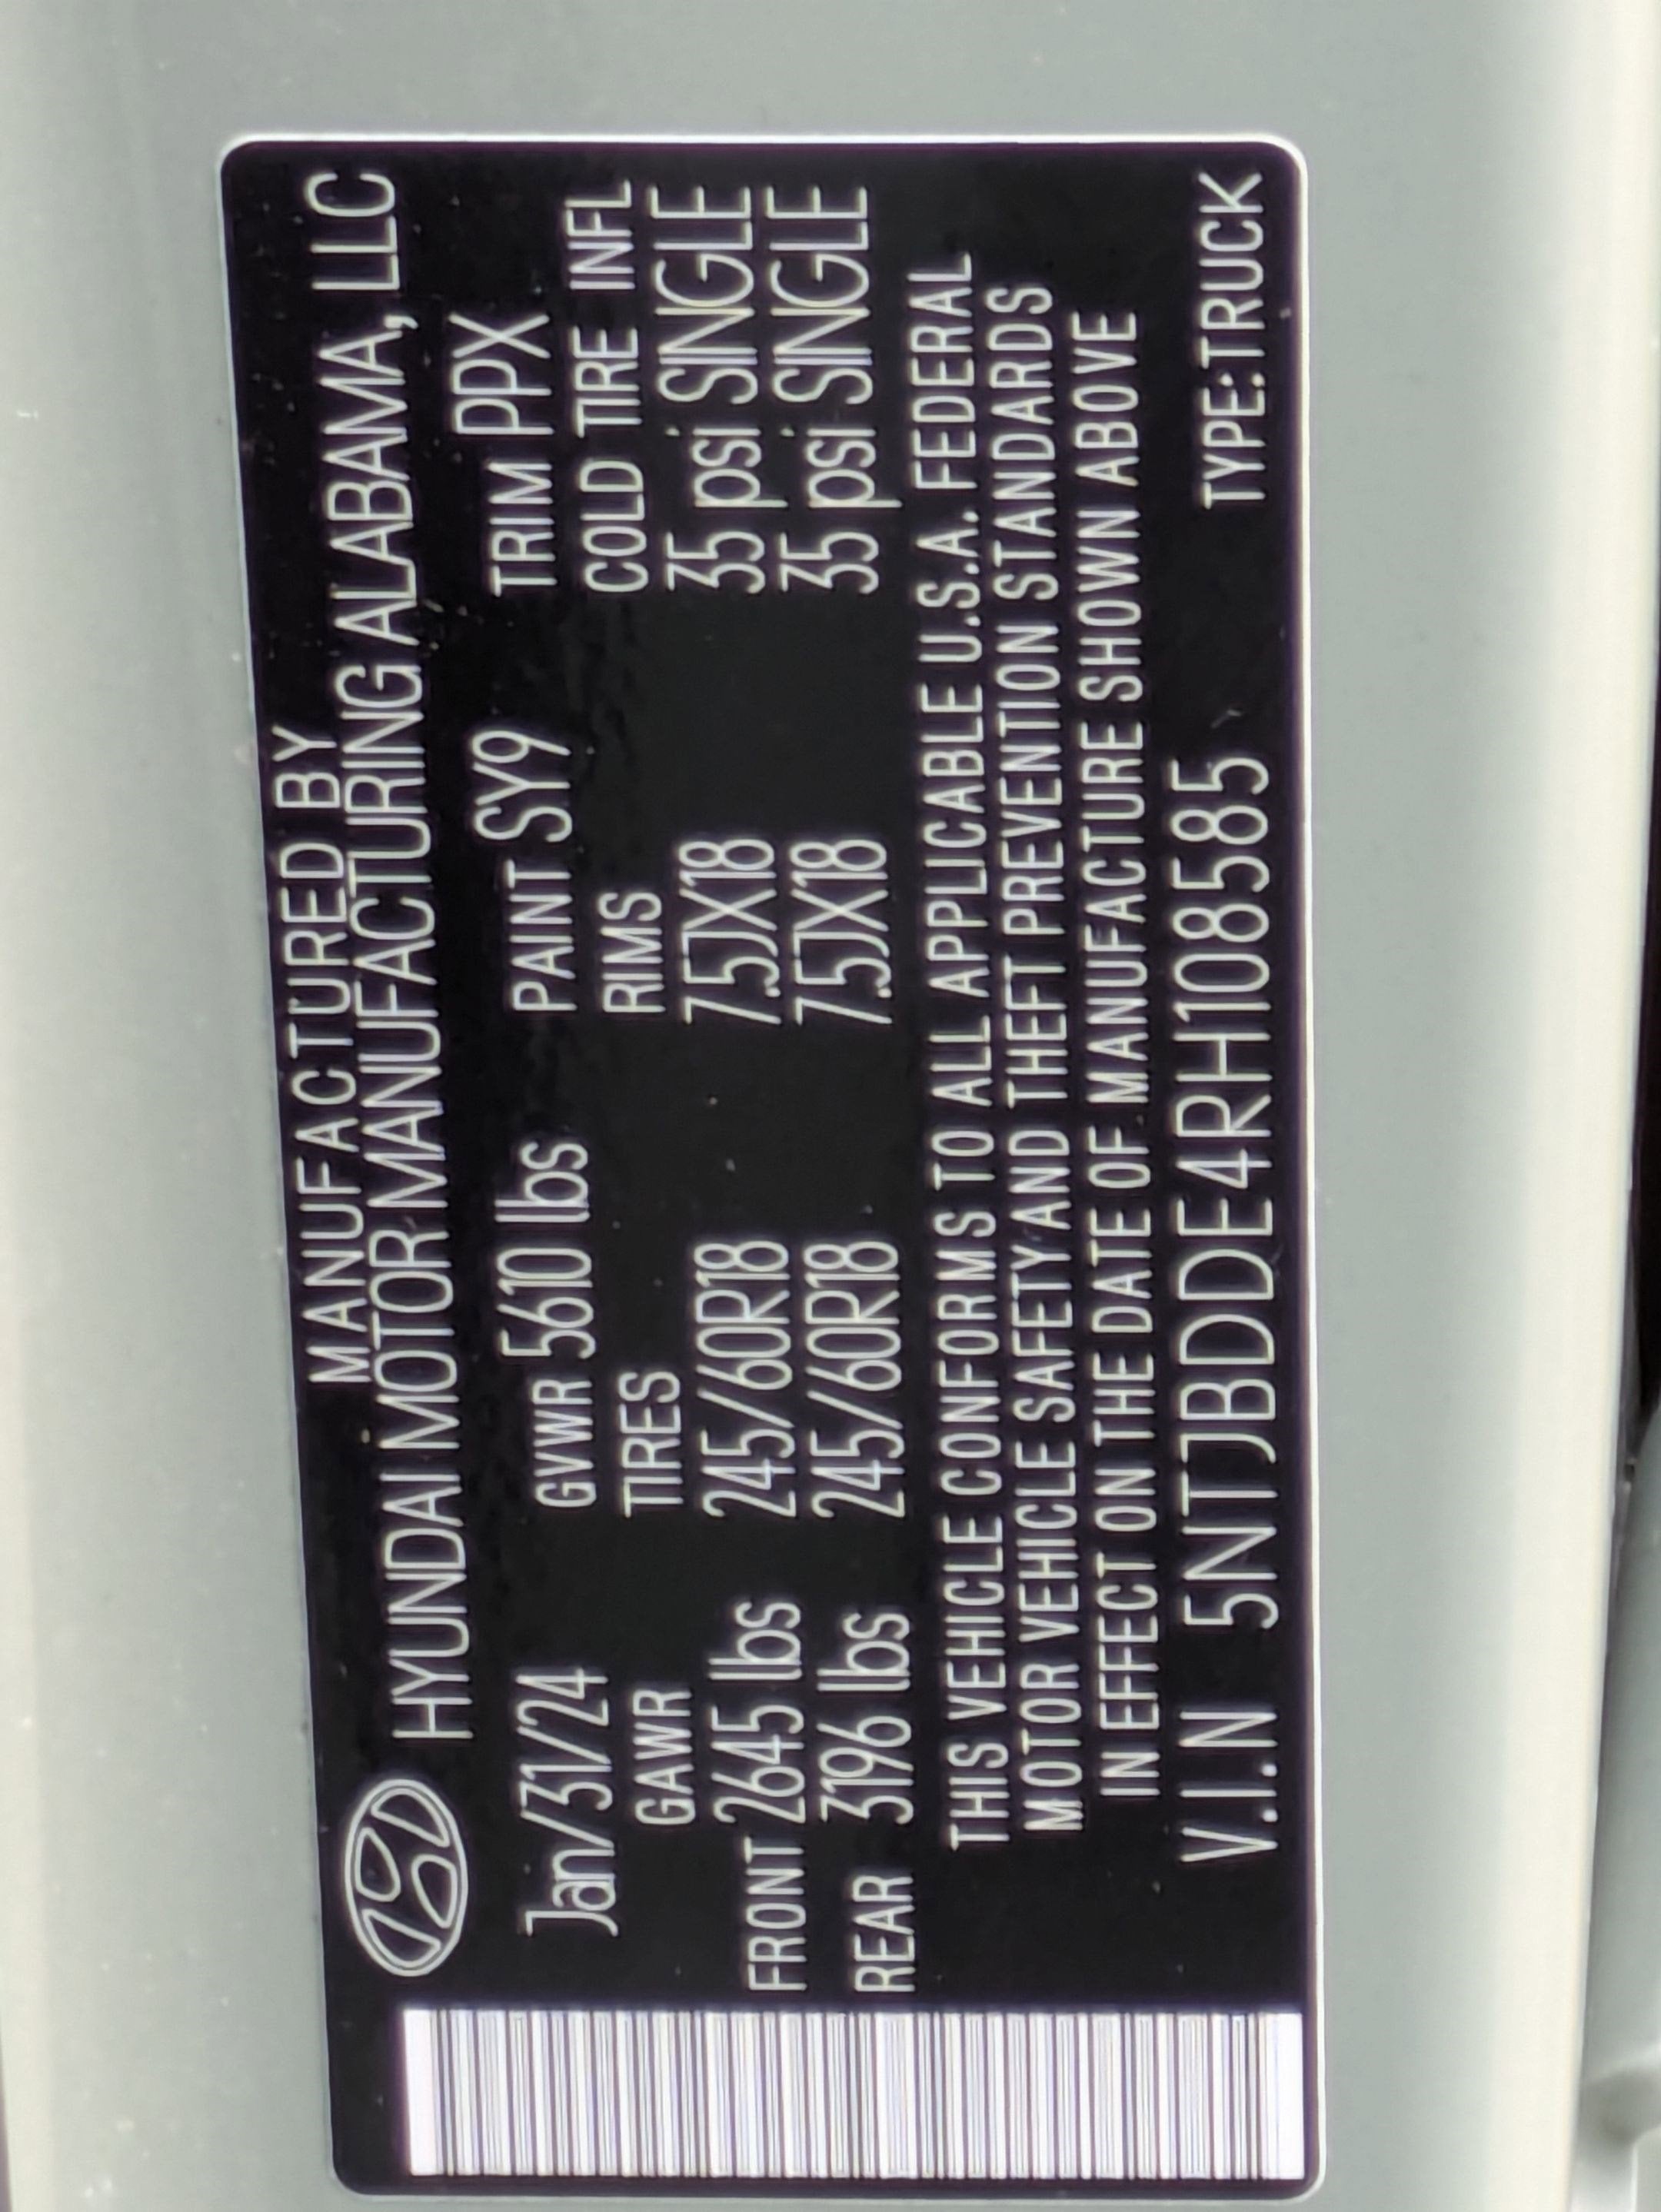 MANUFACTURED BY
HYUNDAI MOTOR MANUFACTURING ALABAMA, LLC
Jan/31/24 GVWR 5610 lbs PAINT SY9 TRIM PPX
GAWR TIRES RIMS COLD TIRE INFL
FRONT 2645 lbs 245/60R18 7.5JX18 35 psi SINGLE
REAR 3196 lbs 245/60R18 7.5JX18 35 psi SINGLE
THIS VEHICLE CONFORMS TO ALL APPLICABLE U.S.A. FEDERAL
MOTOR VEHICLE SAFETY AND THEFT PREVENTION STANDARDS
IN EFFECT ON THE DATE OF MANUFACTURE SHOWN ABOVE
V.I.N 5NTJBDDE4RH108585 TYPE:TRUCK